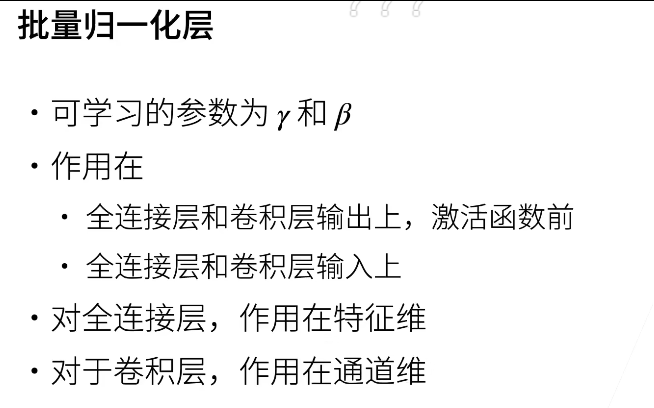 批量归一化层
• 可学习的参数为 γ 和 β
• 作用在
• 全连接层和卷积层输出上，激活函数前
• 全连接层和卷积层输入上
• 对全连接层，作用在特征维
• 对于卷积层，作用在通道维